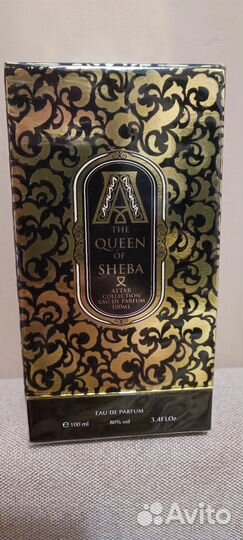 THE
QUEEN
OF
SHEBA
ATTAR
COLLECTION
EAU DE PARFUM
100ML
EAU DE PARFUM
℮ 100 ml 80% vol 3.4FLOz
Avito